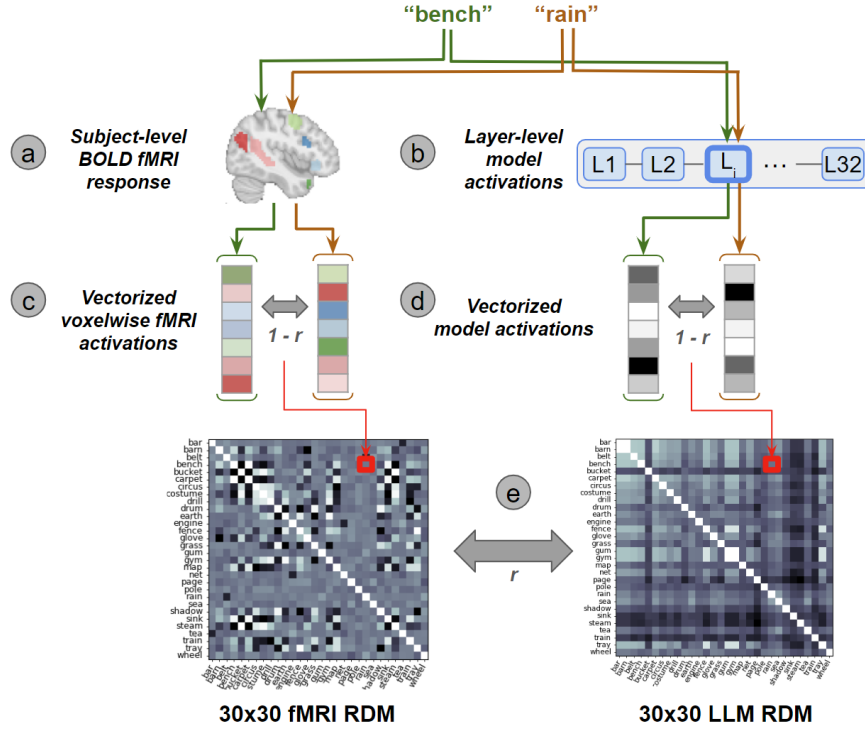 “bench” “rain”
a
Subject-level
BOLD fMRI
response
b
Layer-level
model
activations
L1 L2 Li ... L32
c
Vectorized
voxelwise fMRI
activations
1 - r
d
Vectorized
model activations
1 - r
bar
barn
belt
bench
bucket
carpet
circus
costume
drill
drum
earth
engine
fence
glove
grass
gum
gym
map
net
page
pole
rain
sea
shadow
sink
steam
tea
train
tray
wheel
e
r
bar
barn
belt
bench
bucket
carpet
circus
costume
drill
drum
earth
engine
fence
glove
grass
gum
gym
map
net
page
pole
rain
sea
shadow
sink
steam
tea
train
tray
wheel
30x30 fMRI RDM
30x30 LLM RDM